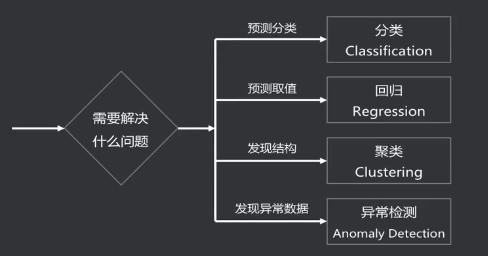 需要解决
什么问题
预测分类
分类
Classification
预测取值
回归
Regression
发现结构
聚类
Clustering
发现异常数据
异常检测
Anomaly Detection